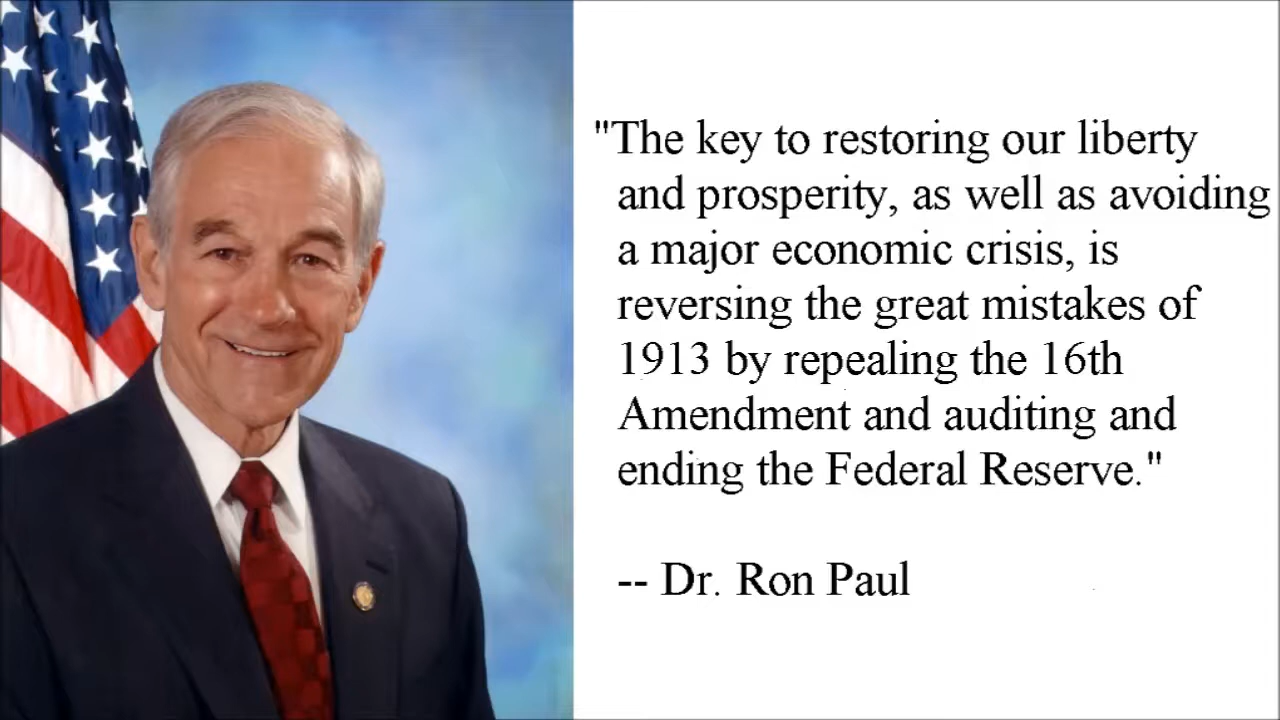 "The key to restoring our liberty
and prosperity, as well as avoiding
a major economic crisis, is
reversing the great mistakes of
1913 by repealing the 16th
Amendment and auditing and
ending the Federal Reserve."
-- Dr. Ron Paul